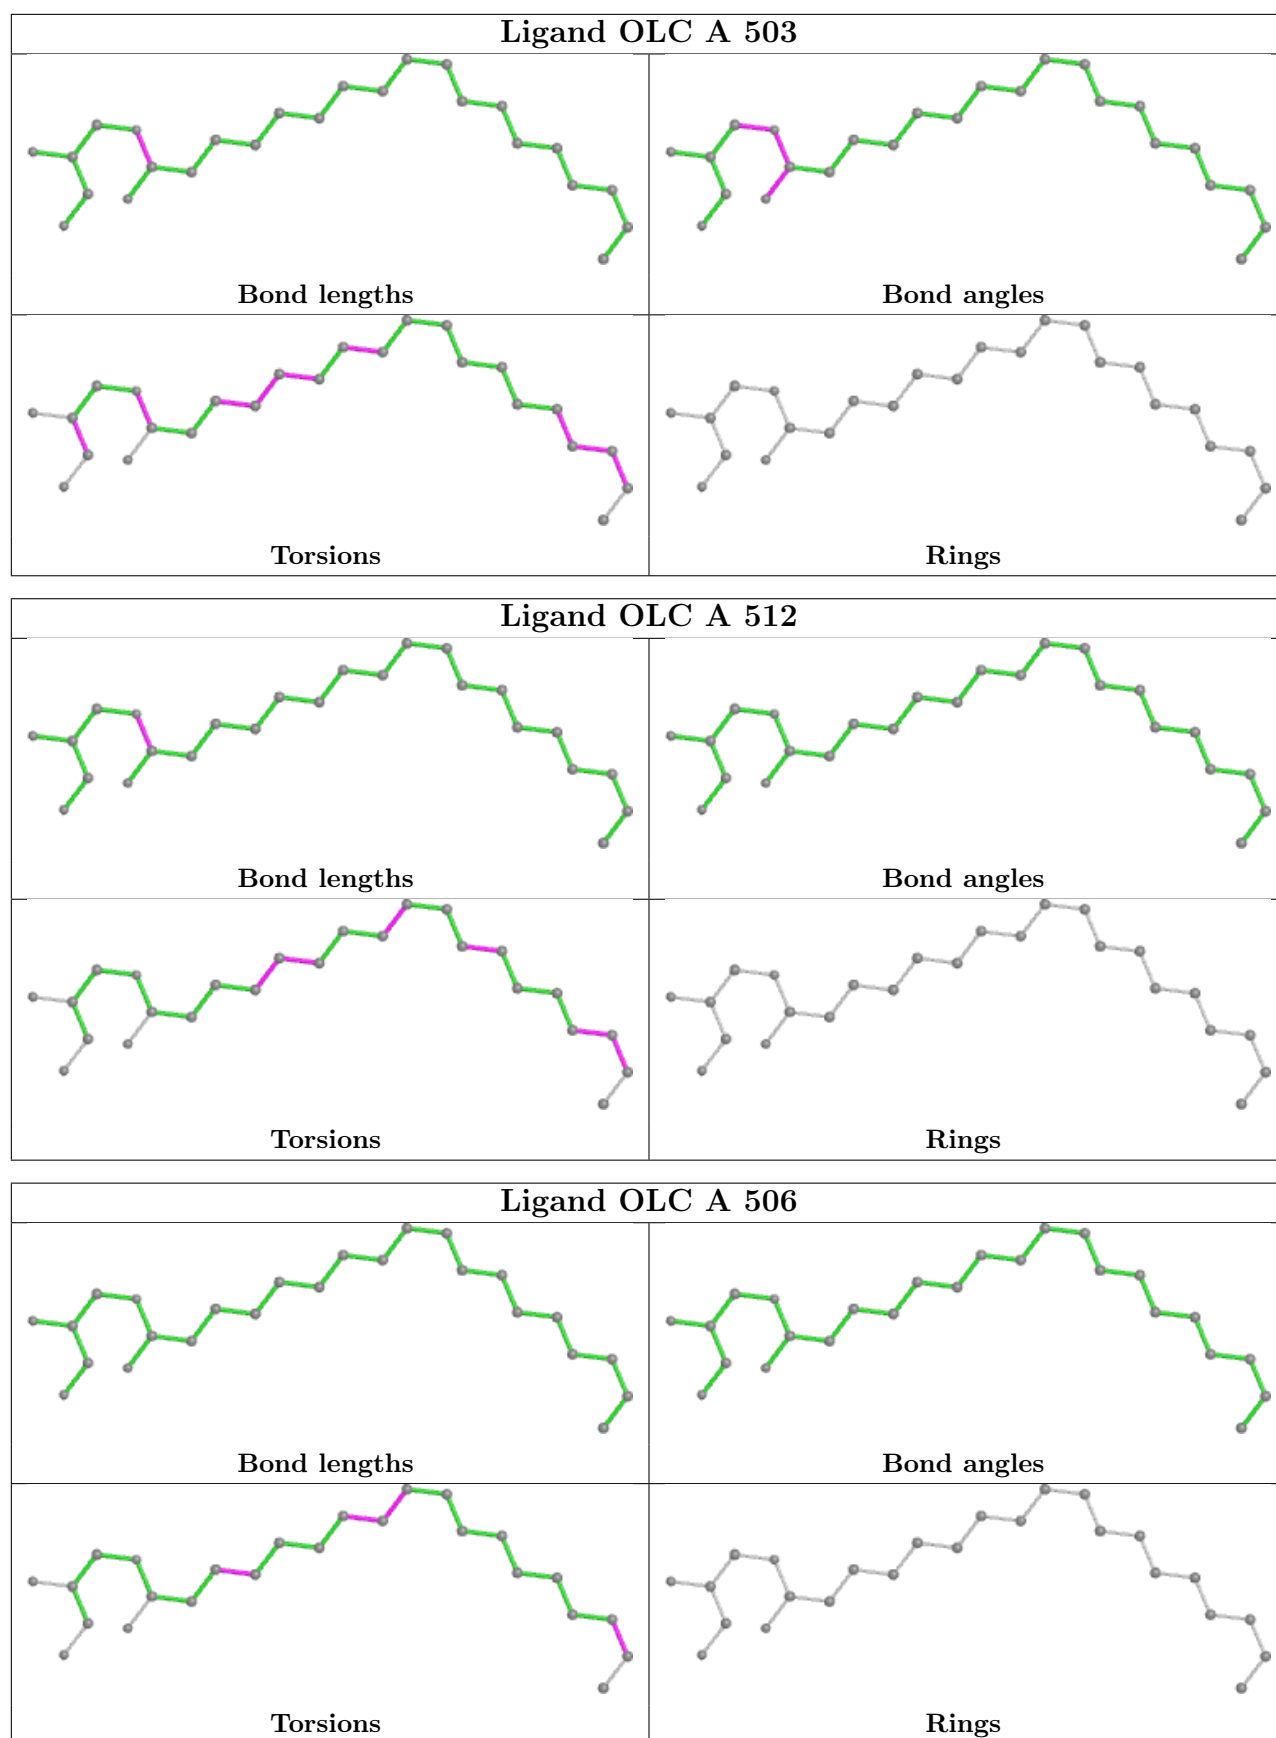 Ligand OLC A 503
Bond lengths
Bond angles
Torsions
Rings
Ligand OLC A 512
Bond lengths
Bond angles
Torsions
Rings
Ligand OLC A 506
Bond lengths
Bond angles
Torsions
Rings